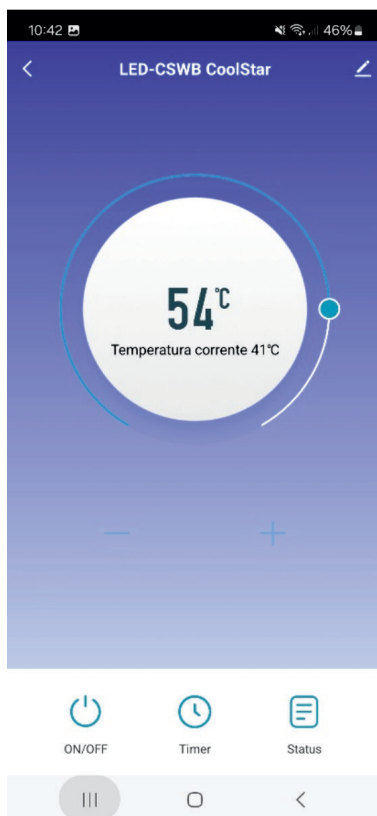 10:42 46%
LED-CSWB CoolStar
54°C
Temperatura corrente 41°C
− +
ON/OFF Timer Status